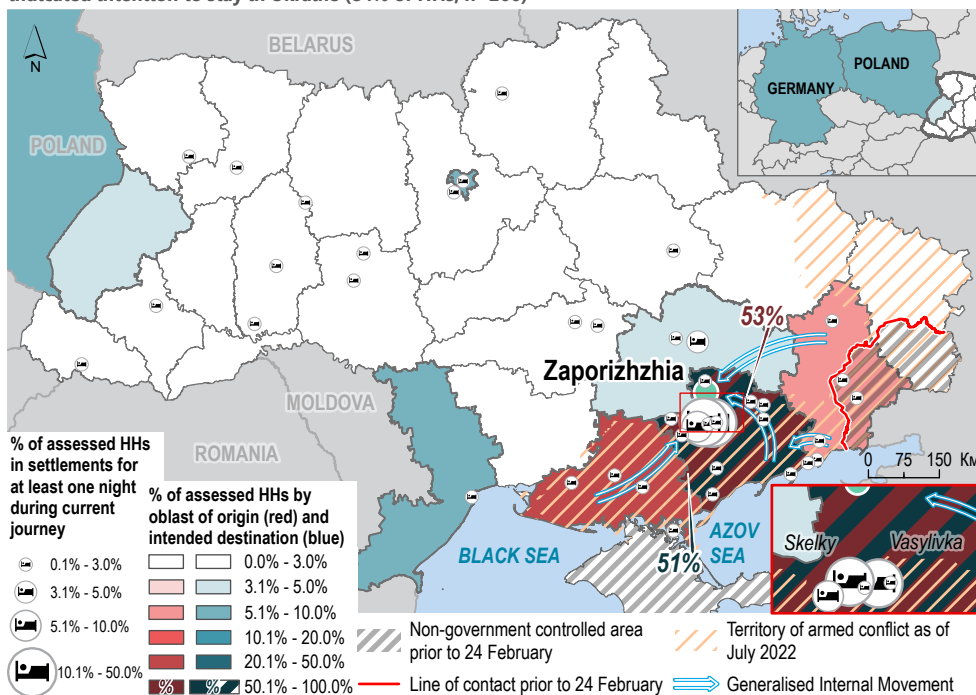 BELARUS
N
POLAND
GERMANY
POLAND
53%
Zaporizhzhia
MOLDOVA
ROMANIA
0 75 150 Км
BLACK SEA
AZOV
SEA
51%
Skelky
Vasylivka
% of assessed HHs
in settlements for
at least one night
during current
journey
0.1% - 3.0%
3.1% - 5.0%
5.1% - 10.0%
10.1% - 50.0%
% of assessed HHs by
oblast of origin (red) and
intended destination (blue)
0.0% - 3.0%
3.1% - 5.0%
5.1% - 10.0%
10.1% - 20.0%
20.1% - 50.0%
% % 50.1% - 100.0%
Non-government controlled area
prior to 24 February
Line of contact prior to 24 February
Territory of armed conflict as of
July 2022
Generalised Internal Movement